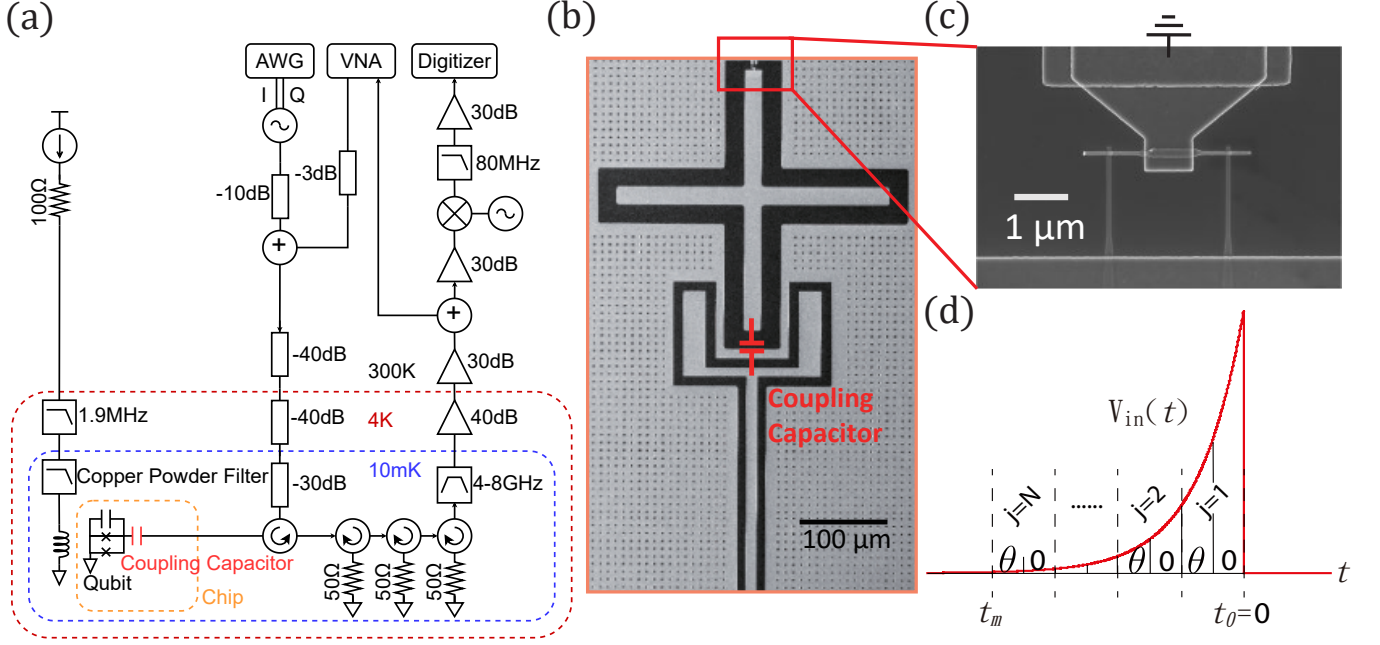 (a)
AWG
VNA
Digitizer
I
Q
30dB
100Ω
-10dB
-3dB
80MHz
+
30dB
+
-40dB
300K
30dB
1.9MHz
-40dB
4K
40dB
Copper Powder Filter
10mK
-30dB
4-8GHz
Coupling Capacitor
Qubit
Chip
50Ω
50Ω
50Ω
(b)
Coupling
Capacitor
100 µm
(c)
1 µm
(d)
Vin(t)
j=N
......
j=2
j=1
θ 0
θ 0
θ 0
t
tm
t0=0